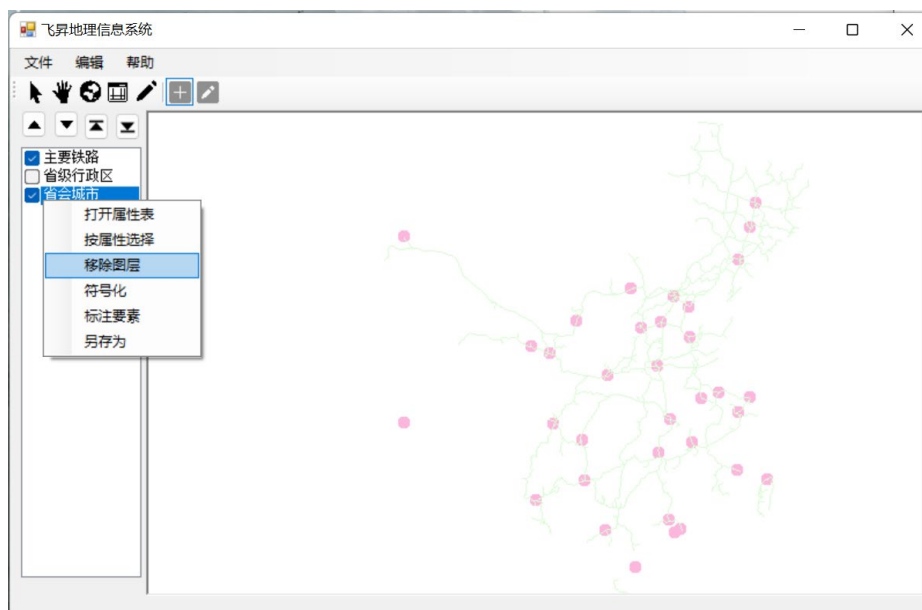 飞昇地理信息系统
文件 编辑 帮助
主要铁路
省级行政区
省会城市
打开属性表
按属性选择
移除图层
符号化
标注要素
另存为